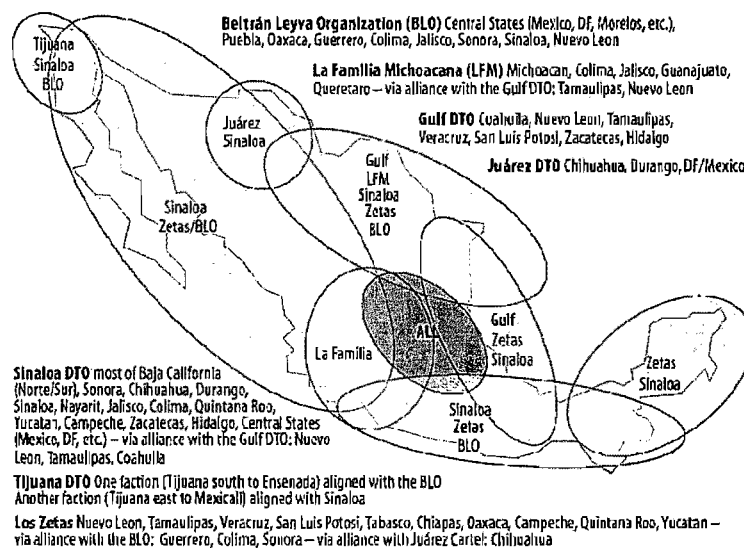 Beltrán Leyva Organization (BLO) Central States (Mexico, DF, Morelos, etc.),
Puebla, Oaxaca, Guerrero, Colima, Jalisco, Sonora, Sinaloa, Nuevo Leon
La Familia Michoacana (LFM) Michoacan, Colima, Jalisco, Guanajuato,
Queretaro – via alliance with the Gulf DTO: Tamaulipas, Nuevo Leon
Gulf DTO Coahuila, Nuevo Leon, Tamaulipas,
Veracruz, San Luis Potosi, Zacatecas, Hidalgo
Juárez DTO Chihuahua, Durango, DF/Mexico
Tijuana
Sinaloa
BLO
Juárez
Sinaloa
Gulf
LFM
Sinaloa
Zetas
BLO
Sinaloa
Zetas/BLO
ALL
La Familia
Gulf
Zetas
Sinaloa
Zetas
Sinaloa
Sinaloa
Zetas
BLO
Sinaloa DTO most of Baja California
(Norte/Sur), Sonora, Chihuahua, Durango,
Sinaloa, Nayarit, Jalisco, Colima, Quintana Roo,
Yucatan, Campeche, Zacatecas, Hidalgo, Central States
(Mexico, DF, etc.) – via alliance with the Gulf DTO: Nuevo
Leon, Tamaulipas, Coahuila
Tijuana DTO One faction (Tijuana south to Ensenada) aligned with the BLO
Another faction (Tijuana east to Mexicali) aligned with Sinaloa
Los Zetas Nuevo Leon, Tamaulipas, Veracruz, San Luis Potosi, Tabasco, Chiapas, Oaxaca, Campeche, Quintana Roo, Yucatan –
via alliance with the BLO: Guerrero, Colima, Sonora – via alliance with Juárez Cartel: Chihuahua